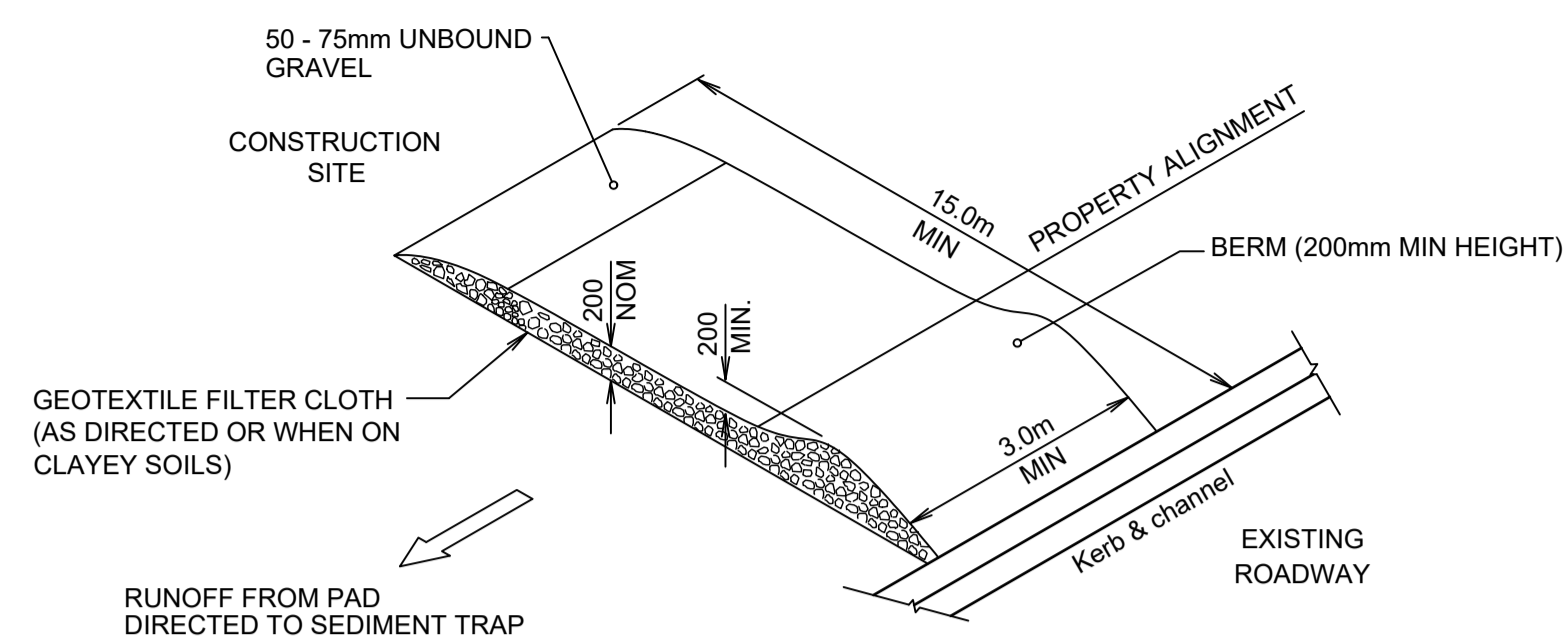 50 - 75mm UNBOUND
GRAVEL
CONSTRUCTION
SITE
15.0m
MIN
PROPERTY ALIGNMENT
BERM (200mm MIN HEIGHT)
200
NOM
200
MIN.
GEOTEXTILE FILTER CLOTH
(AS DIRECTED OR WHEN ON
CLAYEY SOILS)
3.0m
MIN
Kerb & channel
EXISTING
ROADWAY
RUNOFF FROM PAD
DIRECTED TO SEDIMENT TRAP